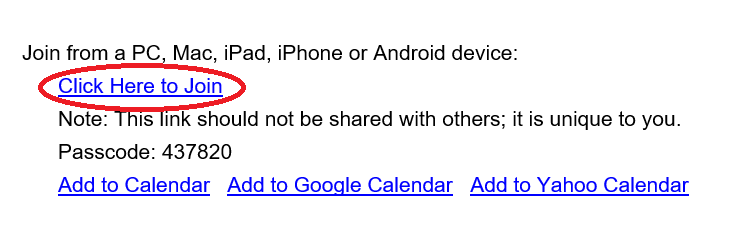 Join from a PC, Mac, iPad, iPhone or Android device:
Click Here to Join
Note: This link should not be shared with others; it is unique to you.
Passcode: 437820
Add to Calendar Add to Google Calendar Add to Yahoo Calendar